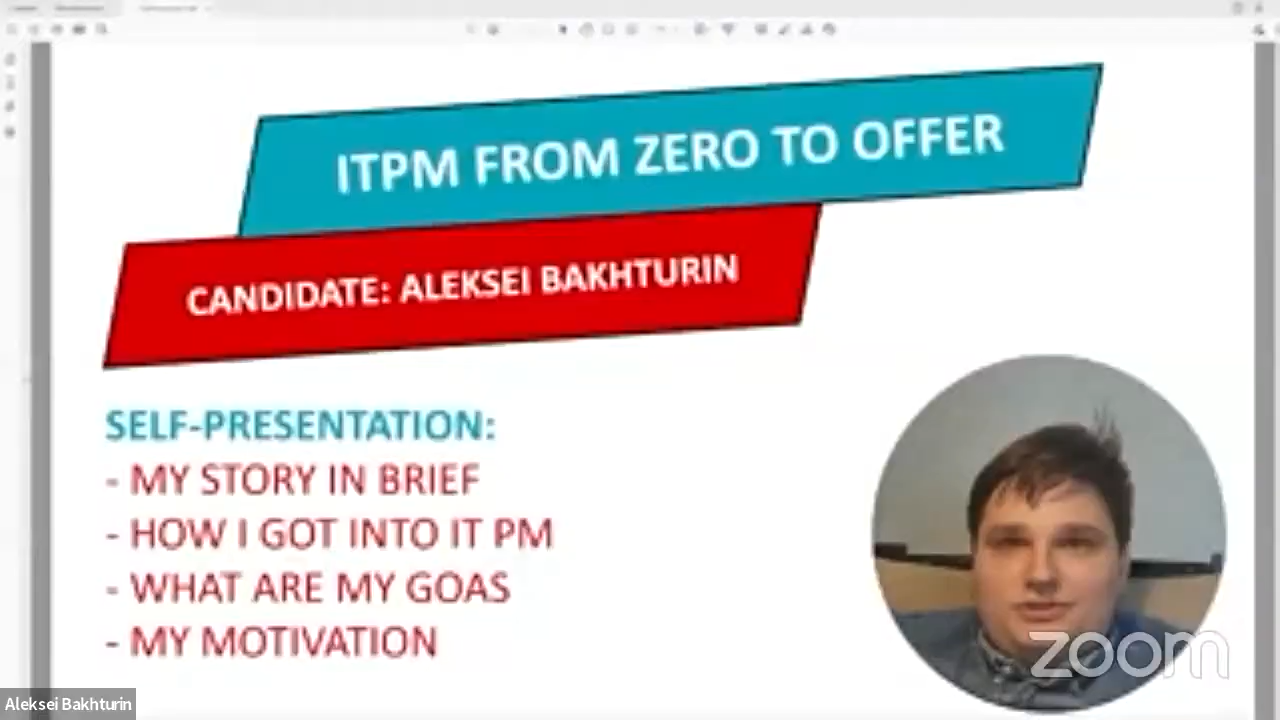 ITPM FROM ZERO TO OFFER
CANDIDATE: ALEKSEI BAKHTURIN
SELF-PRESENTATION:
- MY STORY IN BRIEF
- HOW I GOT INTO IT PM
- WHAT ARE MY GOAS
- MY MOTIVATION
zoom
Aleksei Bakhturin